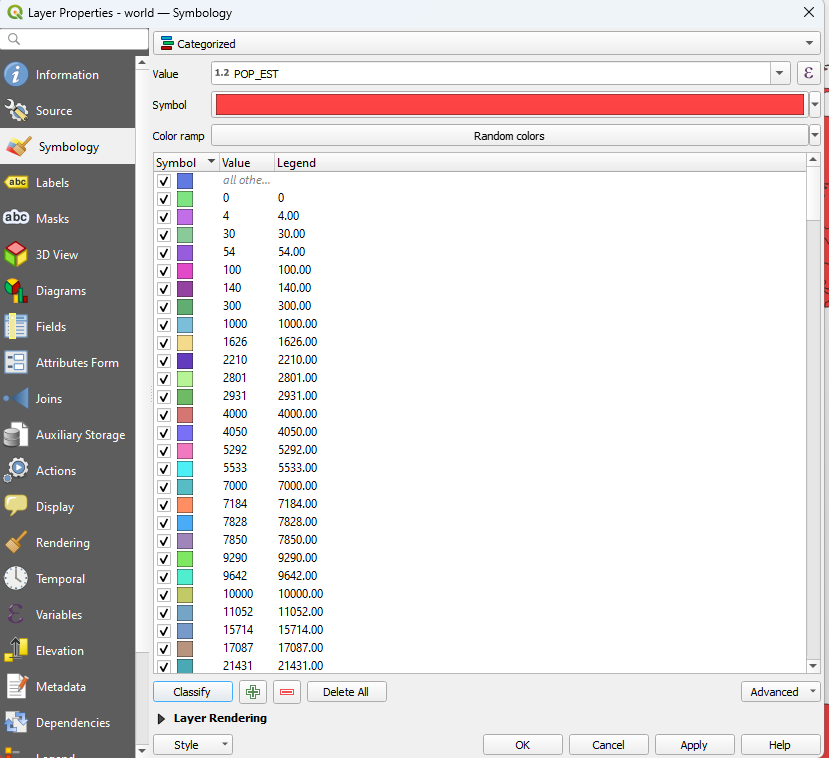 Layer Properties - world — Symbology
Categorized
Information
Value
1.2 POP_EST
ε
Source
Symbol
Color ramp
Random colors
Symbology
Symbol
Value
Legend
all othe...
abc Labels
0 0
4 4.00
abc Masks
30 30.00
54 54.00
3D View
100 100.00
140 140.00
Diagrams
300 300.00
1000 1000.00
Fields
1626 1626.00
2210 2210.00
Attributes Form
2801 2801.00
2931 2931.00
Joins
4000 4000.00
4050 4050.00
Auxiliary Storage
5292 5292.00
5533 5533.00
Actions
7000 7000.00
7184 7184.00
Display
7828 7828.00
7850 7850.00
Rendering
9290 9290.00
9642 9642.00
Temporal
10000 10000.00
11052 11052.00
Variables
15714 15714.00
17087 17087.00
Elevation
21431 21431.00
Metadata
Classify
Delete All
Advanced
Dependencies
Layer Rendering
Legend
Style
OK
Cancel
Apply
Help